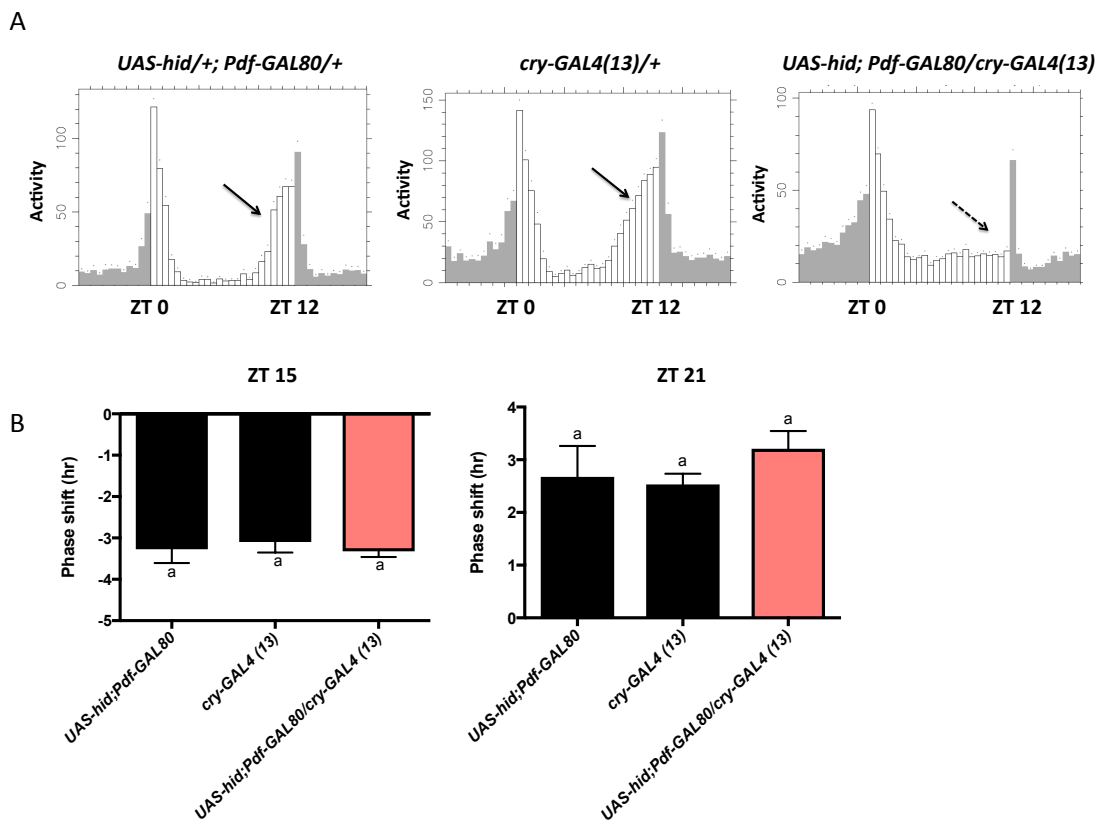 A
UAS-hid/+; Pdf-GAL80/+
cry-GAL4(13)/+
UAS-hid; Pdf-GAL80/cry-GAL4(13)
Activity
0 50 100
ZT 0 ZT 12
Activity
0 50 100 150
ZT 0 ZT 12
Activity
0 50 100
ZT 0 ZT 12
B
ZT 15
Phase shift (hr)
0
-1
-2
-3
-4
-5
a a a
UAS-hid;Pdf-GAL80
cry-GAL4 (13)
UAS-hid;Pdf-GAL80/cry-GAL4 (13)
ZT 21
Phase shift (hr)
4
3
2
1
0
a a a
UAS-hid;Pdf-GAL80
cry-GAL4 (13)
UAS-hid;Pdf-GAL80/cry-GAL4 (13)